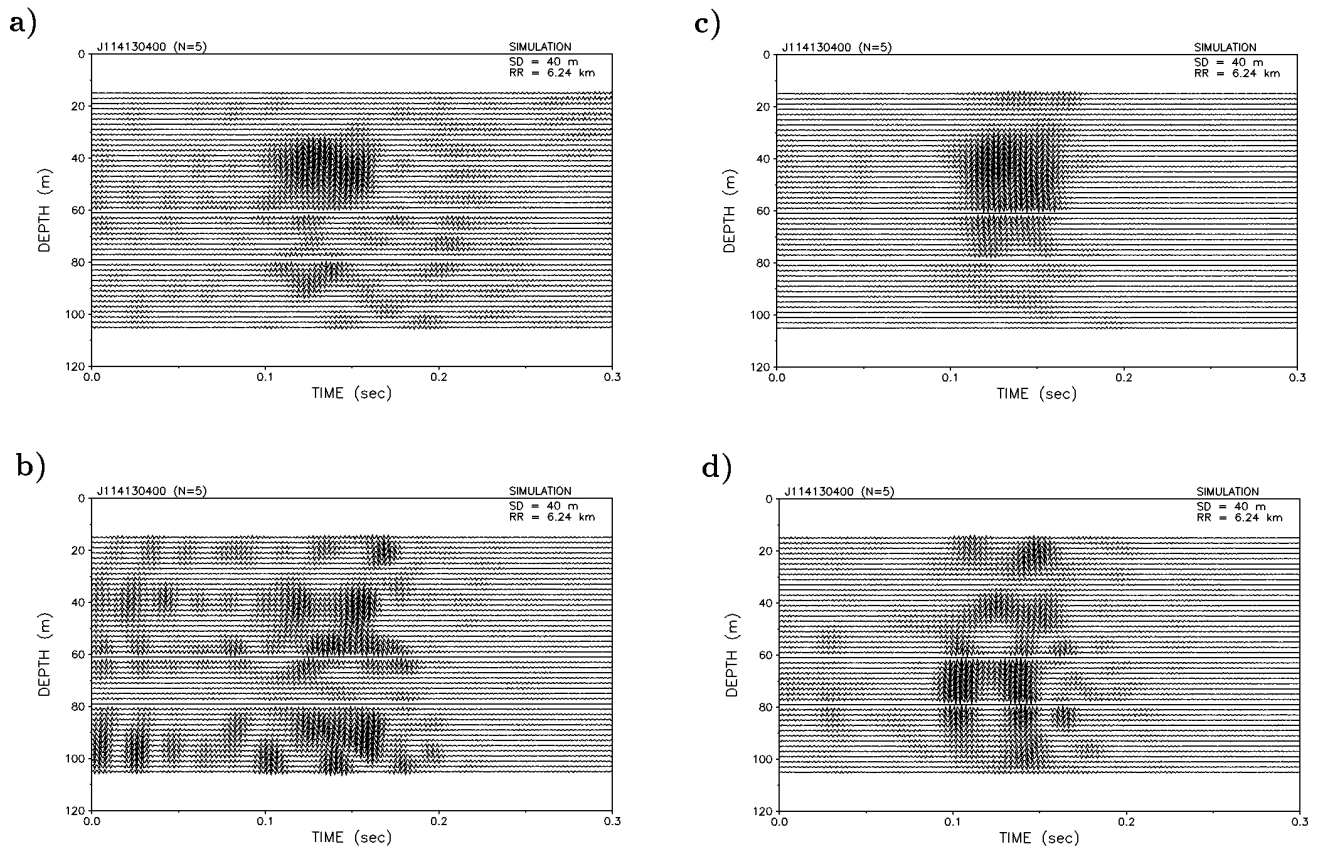 a)
J114130400 (N=5)
SIMULATION
SD = 40 m
RR = 6.24 km
0
20
40
60
80
100
120
DEPTH (m)
0.0
0.1
0.2
0.3
TIME (sec)
c)
J114130400 (N=5)
SIMULATION
SD = 40 m
RR = 6.24 km
0
20
40
60
80
100
120
DEPTH (m)
0.0
0.1
0.2
0.3
TIME (sec)
b)
J114130400 (N=5)
SIMULATION
SD = 40 m
RR = 6.24 km
0
20
40
60
80
100
120
DEPTH (m)
0.0
0.1
0.2
0.3
TIME (sec)
d)
J114130400 (N=5)
SIMULATION
SD = 40 m
RR = 6.24 km
0
20
40
60
80
100
120
DEPTH (m)
0.0
0.1
0.2
0.3
TIME (sec)